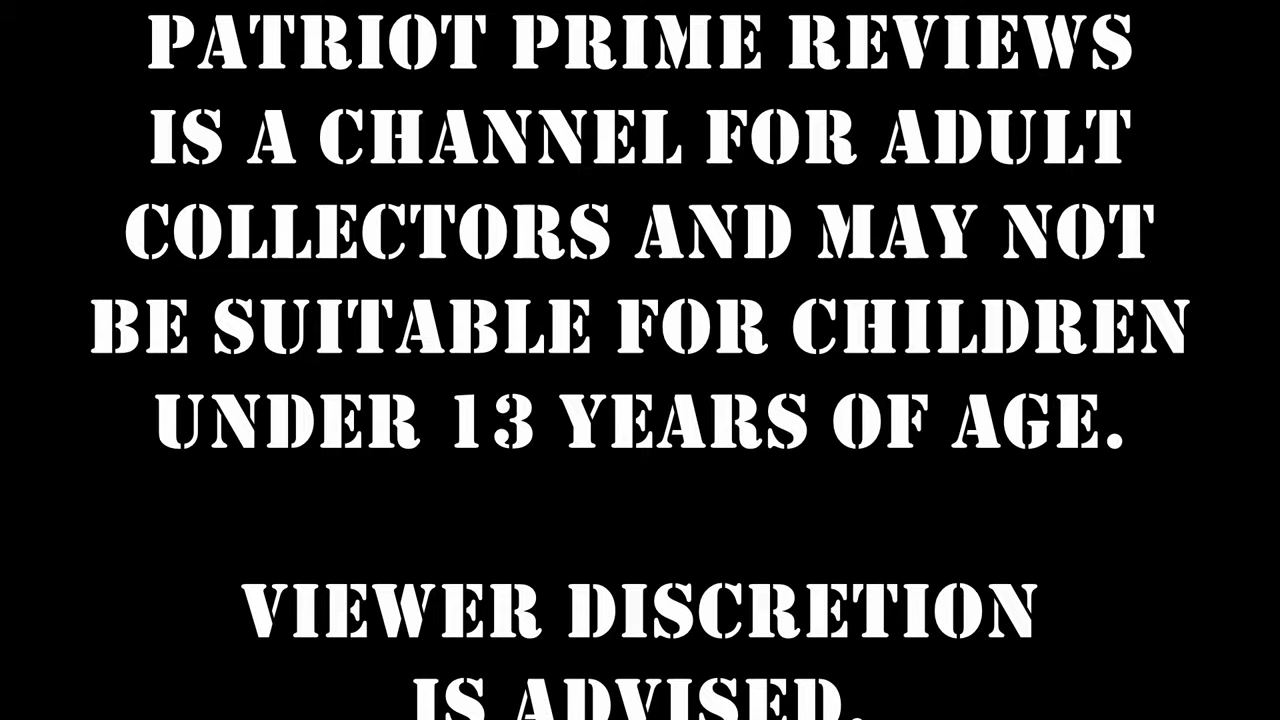 PATRIOT PRIME REVIEWS
IS A CHANNEL FOR ADULT
COLLECTORS AND MAY NOT
BE SUITABLE FOR CHILDREN
UNDER 13 YEARS OF AGE.
VIEWER DISCRETION
IS ADVISED.